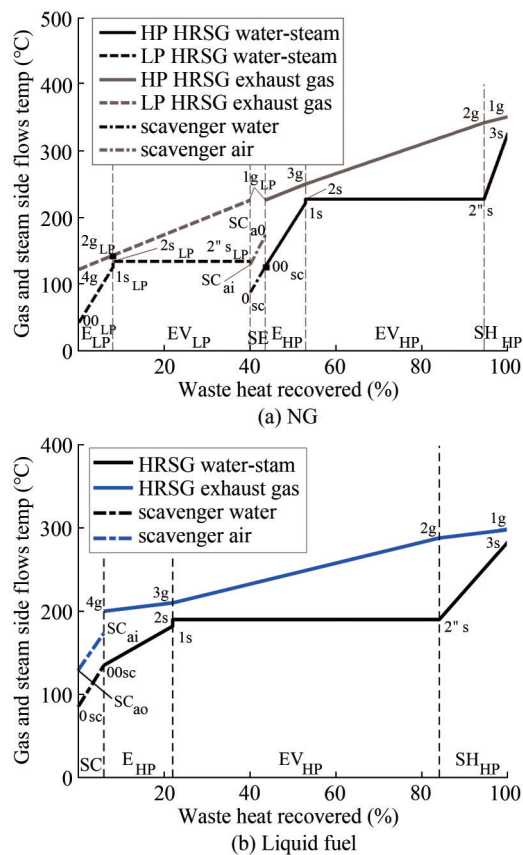 500
400
300
200
100
0
Gas and steam side flows temp (°C)
HP HRSG water-steam
LP HRSG water-steam
HP HRSG exhaust gas
LP HRSG exhaust gas
scavenger water
scavenger air
2g 1g
3s
1g LP
3g
2s
1s
2" s
SC a0
2g LP
2s LP
2" s LP
4g
1s LP
SC ai
00 sc
0 sc
00 LP
E LP
EV LP
SE
E HP
EV HP
SH HP
0 20 40 60 80 100
Waste heat recovered (%)
(a) NG
400
300
200
100
0
Gas and steam side flows temp (°C)
HRSG water-stam
HRSG exhaust gas
scavenger water
scavenger air
2g
1g
3s
4g
3g
2s
1s
2" s
SC ai
00sc
0 sc
SC ao
SC
E HP
EV HP
SH HP
0 20 40 60 80 100
Waste heat recovered (%)
(b) Liquid fuel